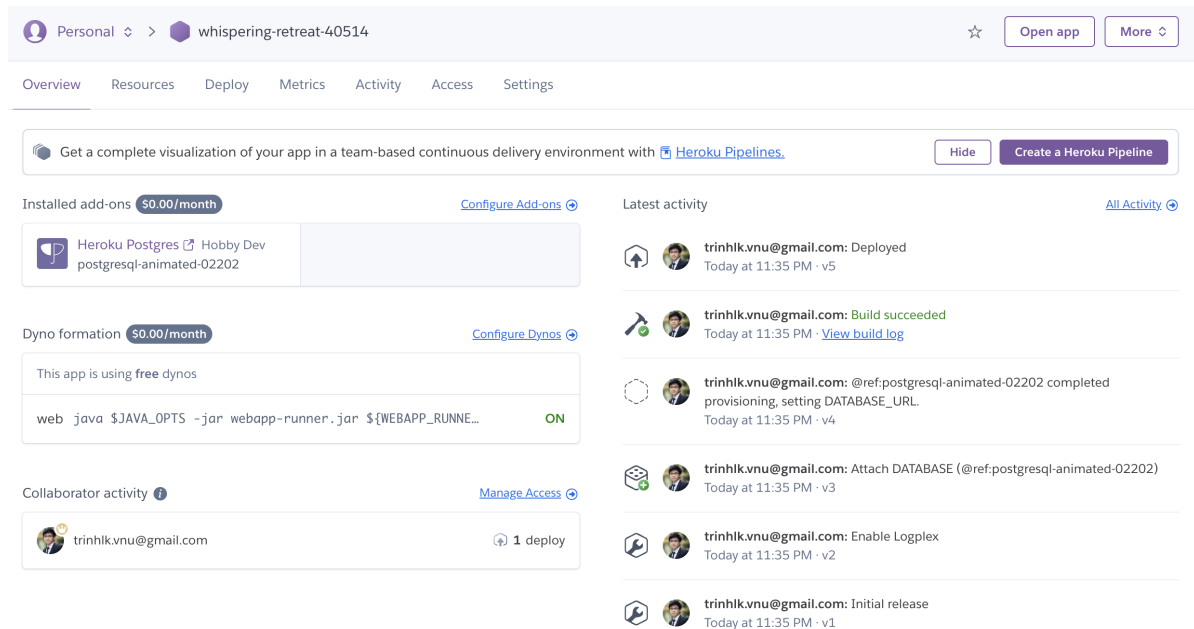 Personal
whispering-retreat-40514
Open app
More
Overview
Resources
Deploy
Metrics
Activity
Access
Settings
Get a complete visualization of your app in a team-based continuous delivery environment with Heroku Pipelines.
Hide
Create a Heroku Pipeline
Installed add-ons $0.00/month
Configure Add-ons
Heroku Postgres Hobby Dev
postgresql-animated-02202
Dyno formation $0.00/month
Configure Dynos
This app is using free dynos
web java $JAVA_OPTS -jar webapp-runner.jar ${WEBAPP_RUNNE…
ON
Collaborator activity
Manage Access
trinhlk.vnu@gmail.com
1 deploy
Latest activity
All Activity
trinhlk.vnu@gmail.com: Deployed
Today at 11:35 PM · v5
trinhlk.vnu@gmail.com: Build succeeded
Today at 11:35 PM · View build log
trinhlk.vnu@gmail.com: @ref:postgresql-animated-02202 completed
provisioning, setting DATABASE_URL.
Today at 11:35 PM · v4
trinhlk.vnu@gmail.com: Attach DATABASE (@ref:postgresql-animated-02202)
Today at 11:35 PM · v3
trinhlk.vnu@gmail.com: Enable Logplex
Today at 11:35 PM · v2
trinhlk.vnu@gmail.com: Initial release
Today at 11:35 PM · v1